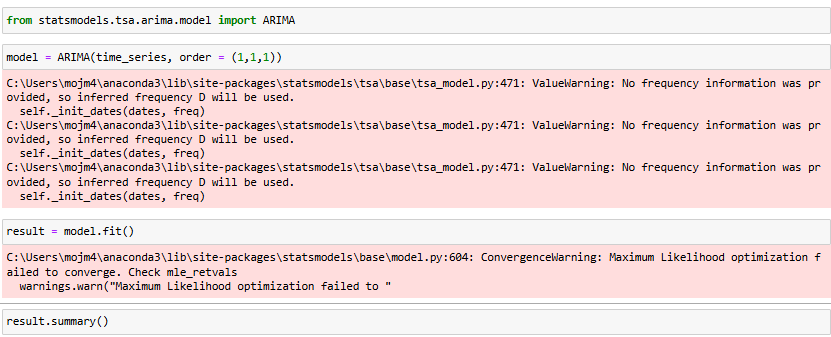 from statsmodels.tsa.arima.model import ARIMA
model = ARIMA(time_series, order = (1,1,1))
C:\Users\mojm4\anaconda3\lib\site-packages\statsmodels\tsa\base\tsa_model.py:471: ValueWarning: No frequency information was pr
ovided, so inferred frequency D will be used.
  self._init_dates(dates, freq)
C:\Users\mojm4\anaconda3\lib\site-packages\statsmodels\tsa\base\tsa_model.py:471: ValueWarning: No frequency information was pr
ovided, so inferred frequency D will be used.
  self._init_dates(dates, freq)
C:\Users\mojm4\anaconda3\lib\site-packages\statsmodels\tsa\base\tsa_model.py:471: ValueWarning: No frequency information was pr
ovided, so inferred frequency D will be used.
  self._init_dates(dates, freq)
result = model.fit()
C:\Users\mojm4\anaconda3\lib\site-packages\statsmodels\base\model.py:604: ConvergenceWarning: Maximum Likelihood optimization f
ailed to converge. Check mle_retvals
  warnings.warn("Maximum Likelihood optimization failed to "
result.summary()